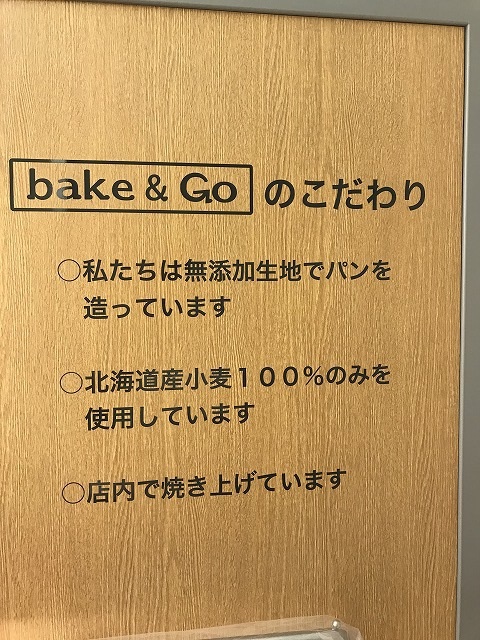 bake & Go のこだわり
○私たちは無添加生地でパンを
造っています
○北海道産小麦１００％のみを
使用しています
○店内で焼き上げています